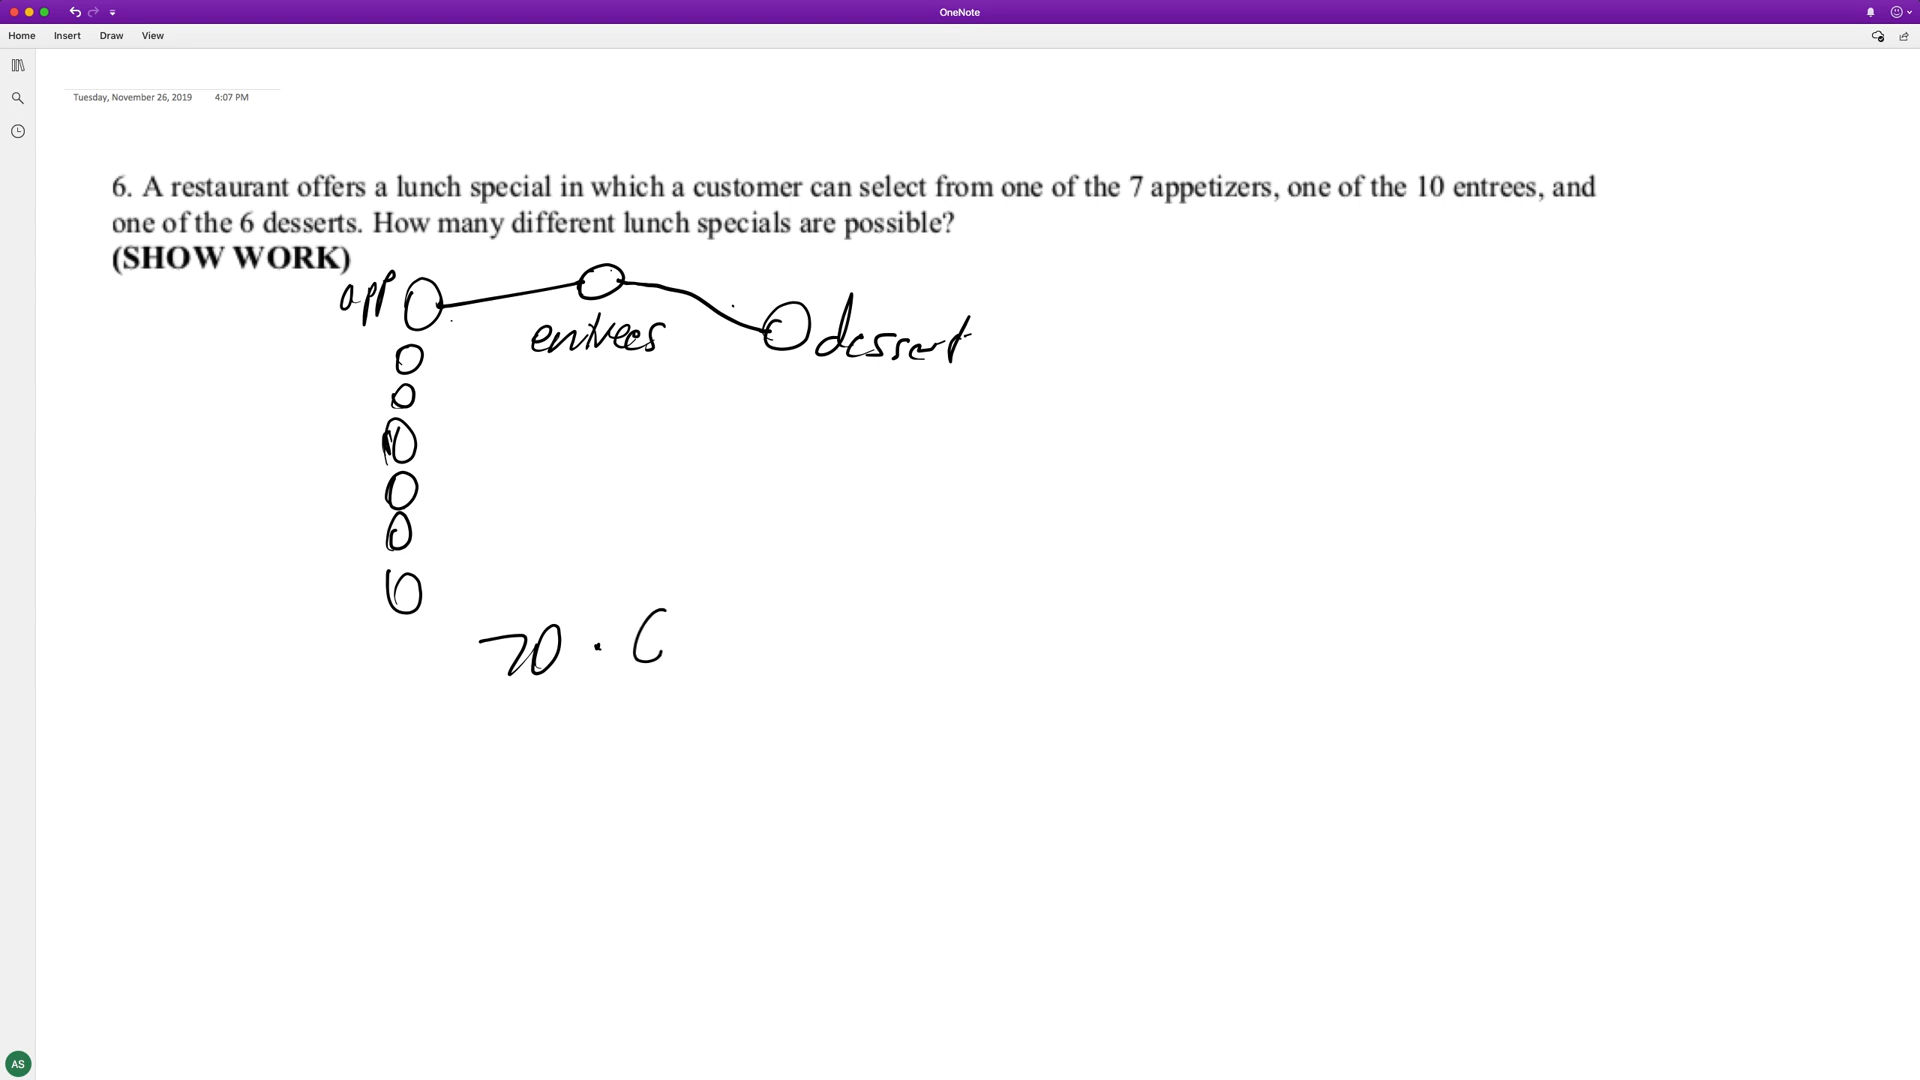 OneNote
Home Insert Draw View
Tuesday, November 26, 2019 4:07 PM
6. A restaurant offers a lunch special in which a customer can select from one of the 7 appetizers, one of the 10 entrees, and
one of the 6 desserts. How many different lunch specials are possible?
(SHOW WORK)
app
entrees
dessert
70 ·
AS